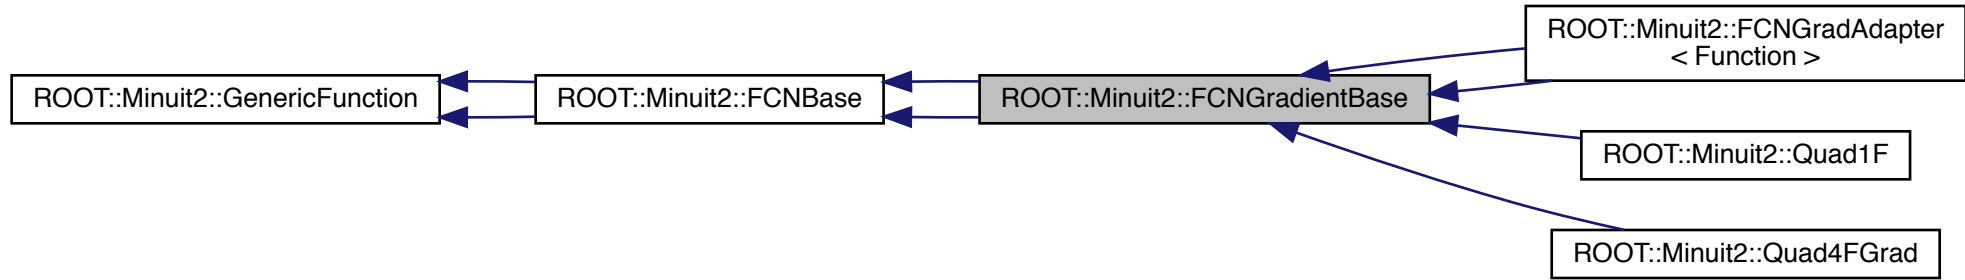 ROOT::Minuit2::GenericFunction
ROOT::Minuit2::FCNBase
ROOT::Minuit2::FCNGradientBase
ROOT::Minuit2::FCNGradAdapter
< Function >
ROOT::Minuit2::Quad1F
ROOT::Minuit2::Quad4FGrad